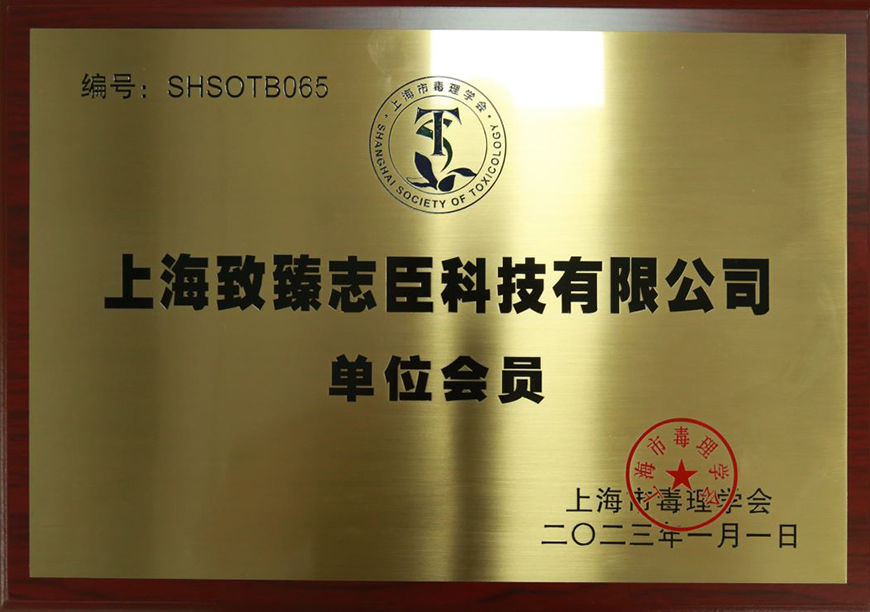 编号：SHSOTB065
上海市毒理学会
SHANGHAI SOCIETY OF TOXICOLOGY
上海致臻志臣科技有限公司
单位会员
上海市毒理学会
上海市毒理学会
二〇二三年一月一日